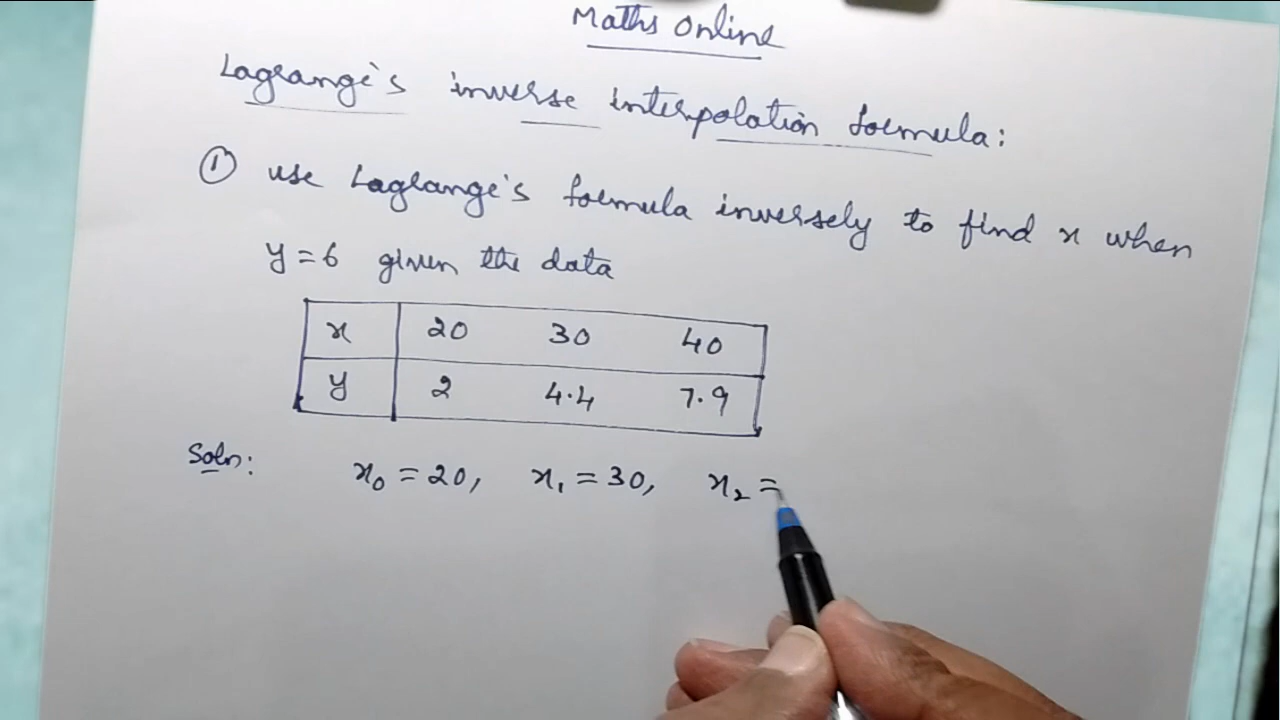 Maths Online
Lagrange's inverse interpolation formula:
① use Lagrange's formula inversely to find x when
y = 6 given the data
x 20 30 40
y 2 4.4 7.9
Soln: x₀ = 20, x₁ = 30, x₂ =